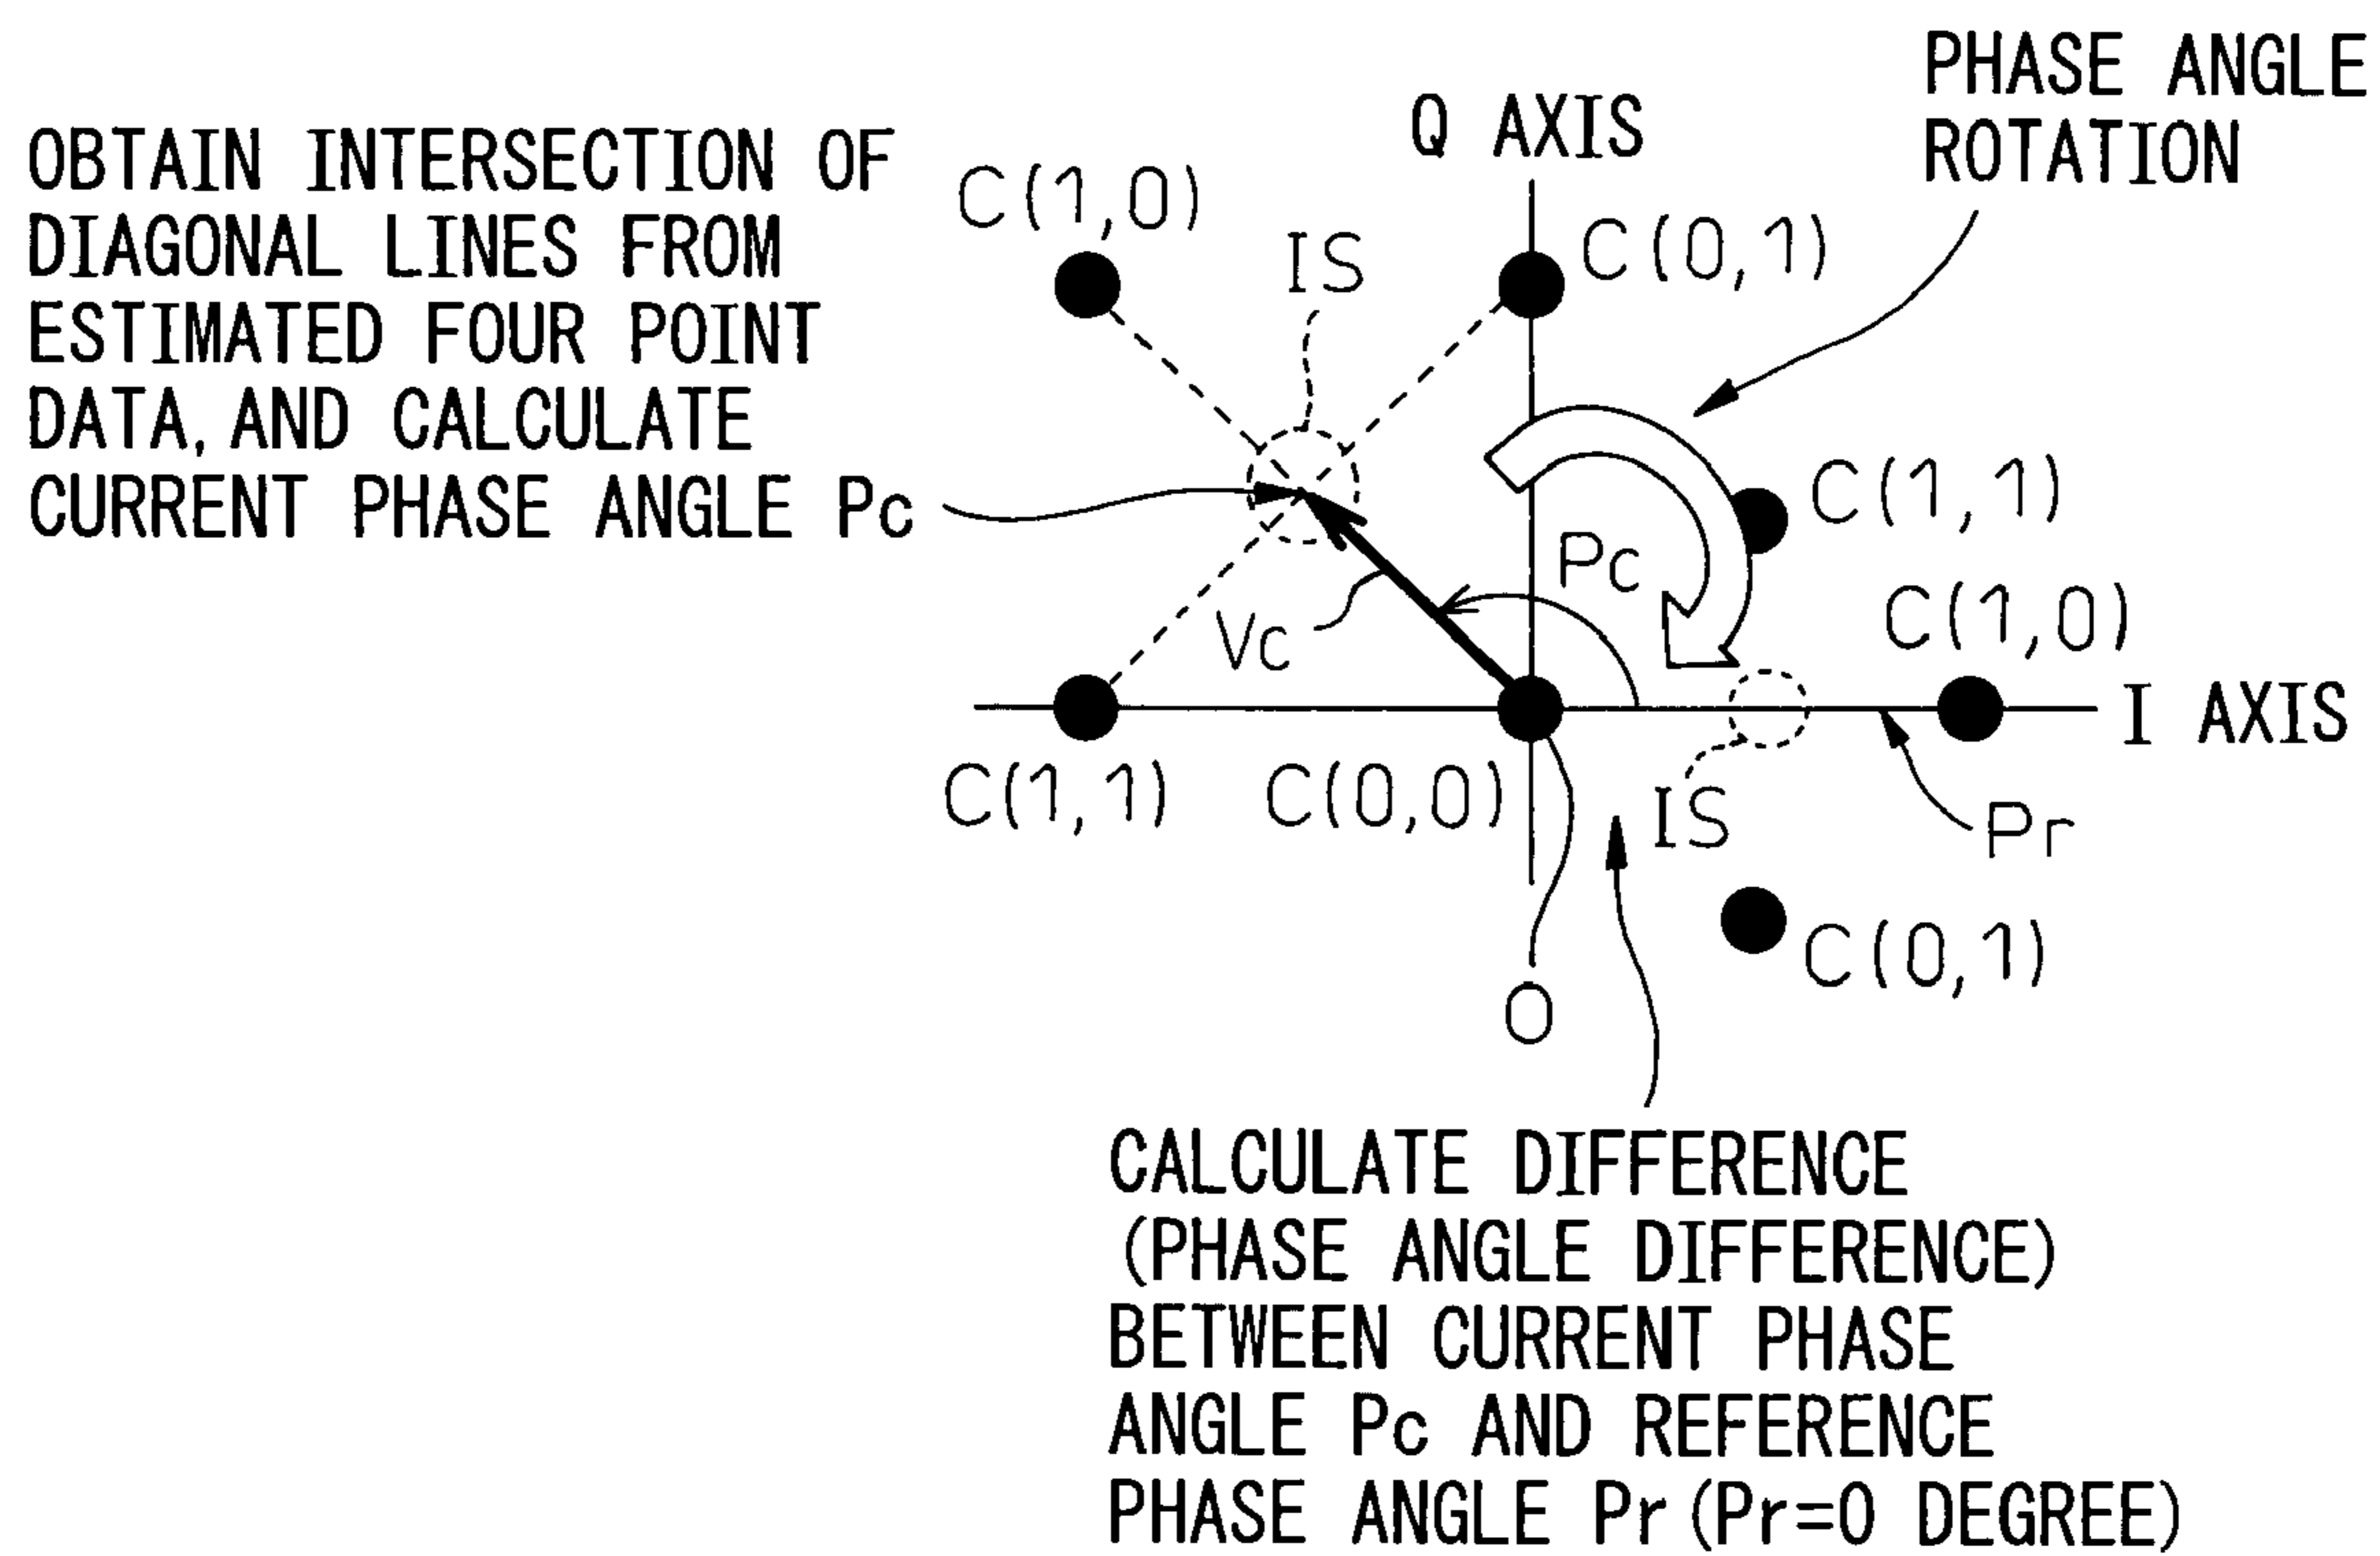 PHASE ANGLE
ROTATION
Q AXIS
OBTAIN INTERSECTION OF
DIAGONAL LINES FROM
ESTIMATED FOUR POINT
DATA, AND CALCULATE
CURRENT PHASE ANGLE Pc
C(1,0)
IS
C(0,1)
C(1,1)
Pc
C(1,0)
Vc
I AXIS
C(1,1)
C(0,0)
IS
Pr
C(0,1)
O
CALCULATE DIFFERENCE
(PHASE ANGLE DIFFERENCE)
BETWEEN CURRENT PHASE
ANGLE Pc AND REFERENCE
PHASE ANGLE Pr (Pr=0 DEGREE)